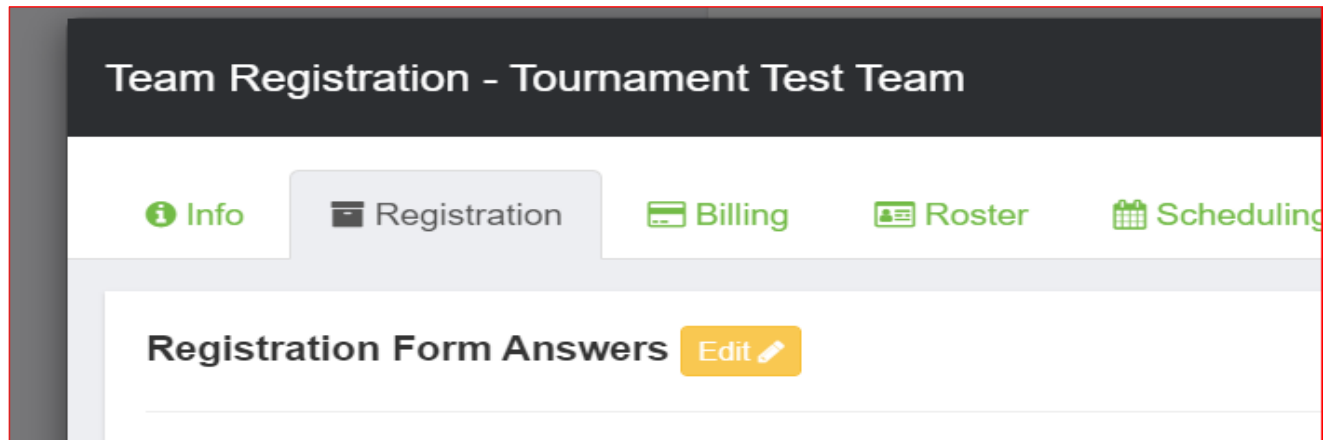 Team Registration - Tournament Test Team
Info Registration Billing Roster Scheduling
Registration Form Answers Edit